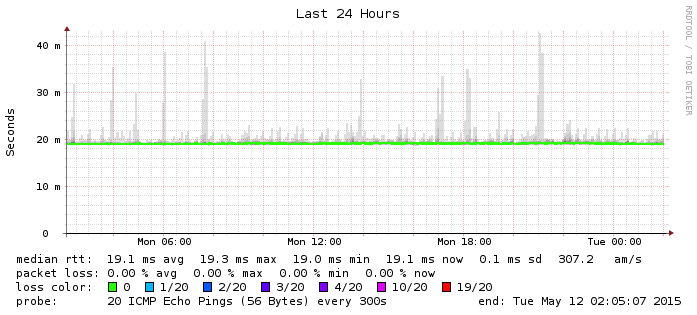 Last 24 Hours
RRDTOOL / TOBI OETIKER
Seconds
40 m
30 m
20 m
10 m
0
Mon 06:00 Mon 12:00 Mon 18:00 Tue 00:00
median rtt: 19.1 ms avg 19.3 ms max 19.0 ms min 19.1 ms now 0.1 ms sd 307.2 am/s
packet loss: 0.00 % avg 0.00 % max 0.00 % min 0.00 % now
loss color: 0 1/20 2/20 3/20 4/20 10/20 19/20
probe: 20 ICMP Echo Pings (56 Bytes) every 300s end: Tue May 12 02:05:07 2015